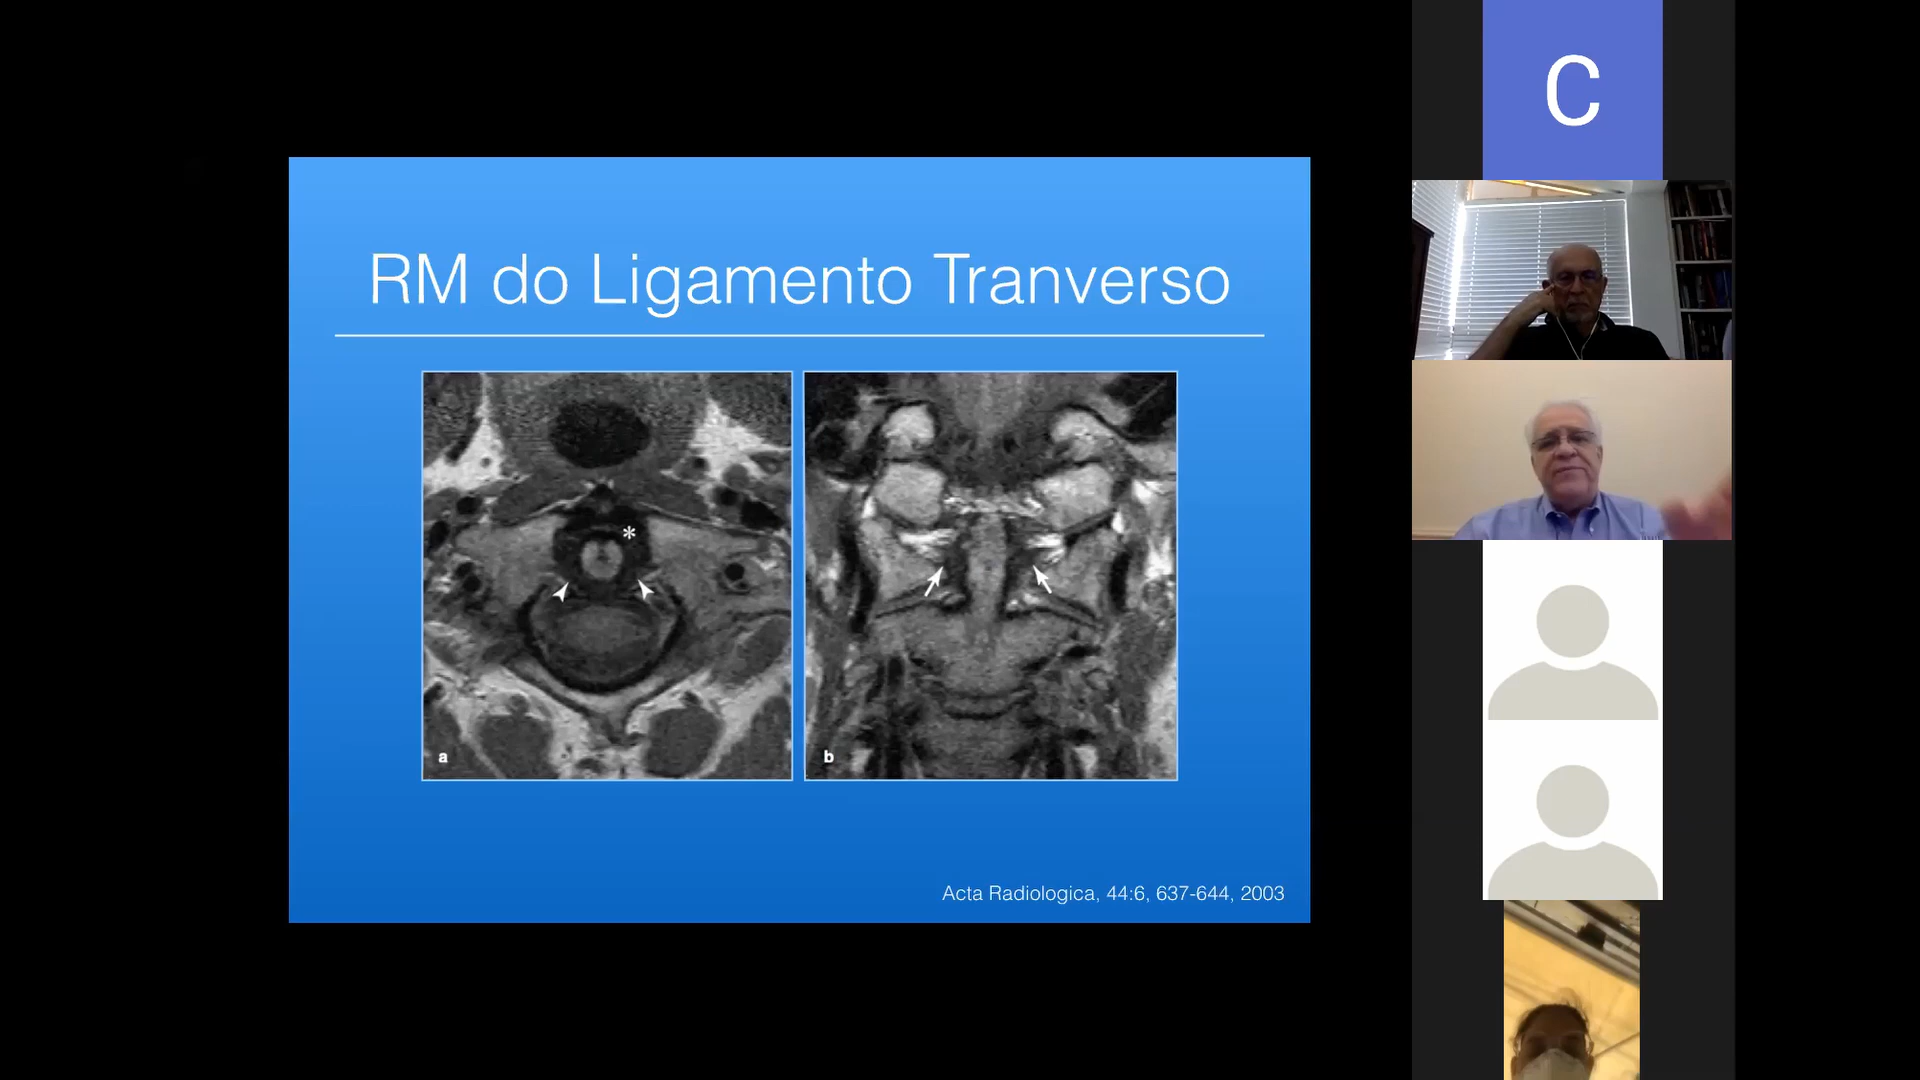 RM do Ligamento Tranverso
*
a
b
Acta Radiologica, 44:6, 637-644, 2003
C